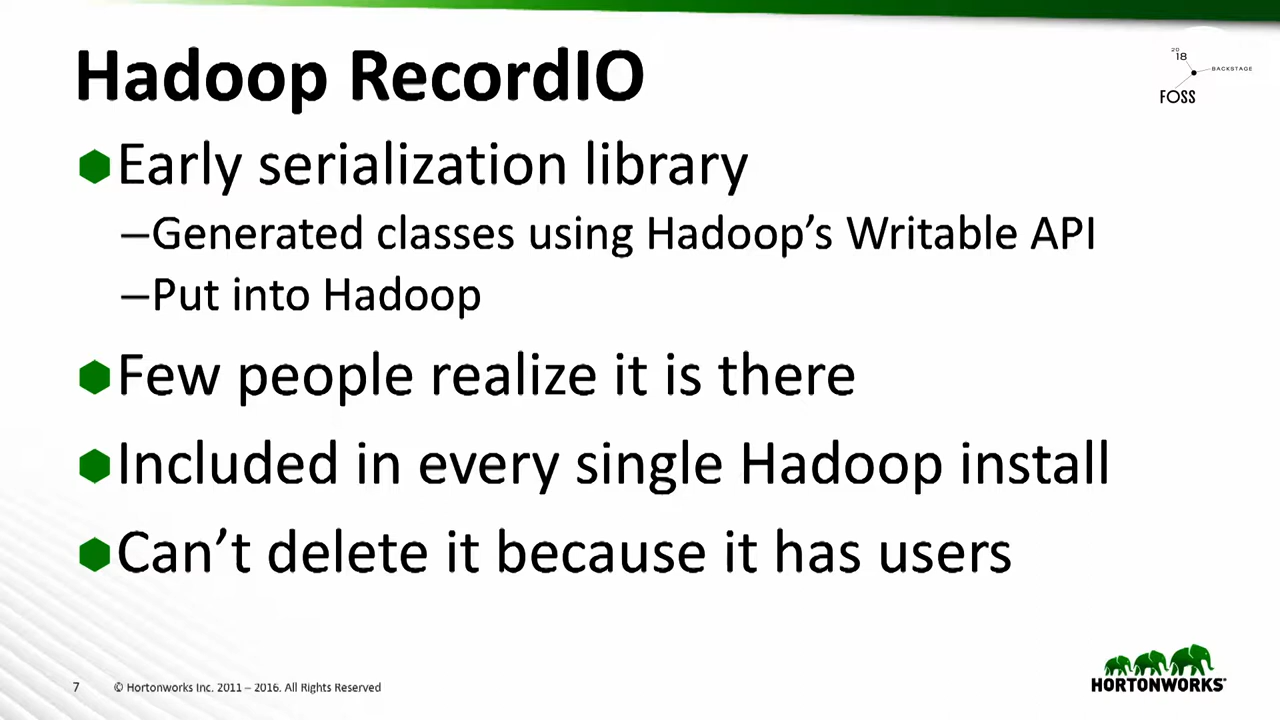 Hadoop RecordIO
20
18
BACKSTAGE
FOSS
Early serialization library
–Generated classes using Hadoop’s Writable API
–Put into Hadoop
Few people realize it is there
Included in every single Hadoop install
Can’t delete it because it has users
7 © Hortonworks Inc. 2011 – 2016. All Rights Reserved
HORTONWORKS